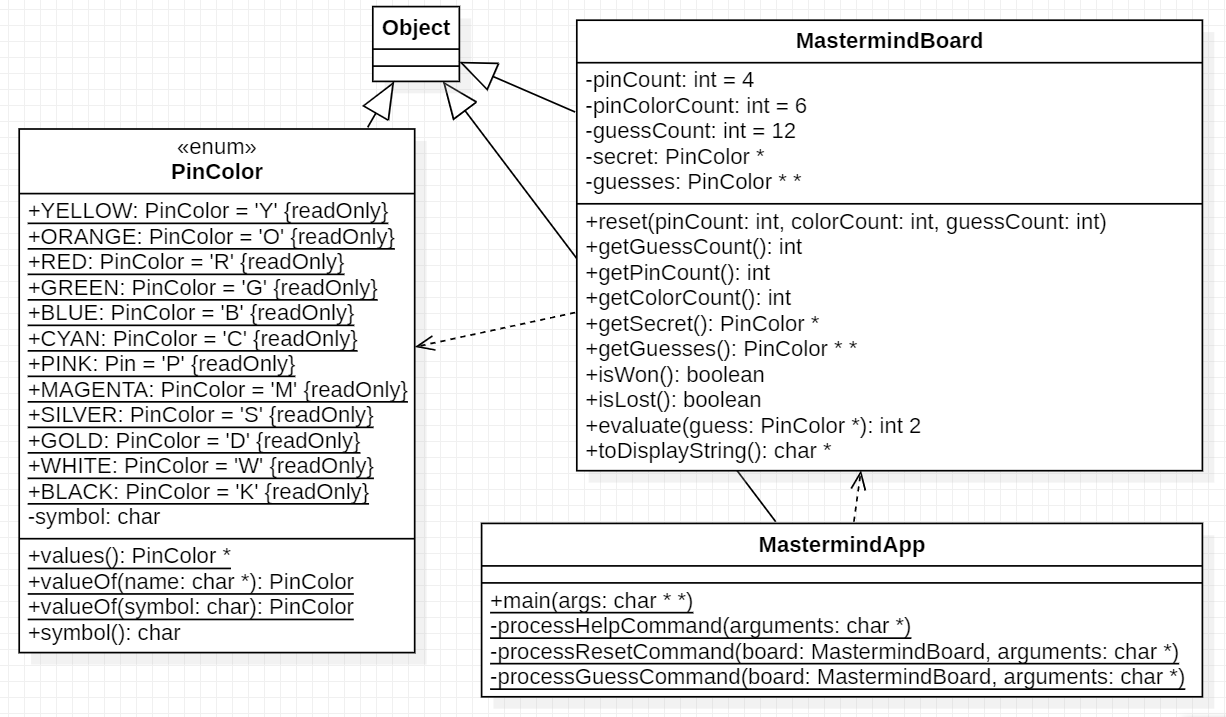 Object
«enum»
PinColor
+YELLOW: PinColor = 'Y' {readOnly}
+ORANGE: PinColor = 'O' {readOnly}
+RED: PinColor = 'R' {readOnly}
+GREEN: PinColor = 'G' {readOnly}
+BLUE: PinColor = 'B' {readOnly}
+CYAN: PinColor = 'C' {readOnly}
+PINK: Pin = 'P' {readOnly}
+MAGENTA: PinColor = 'M' {readOnly}
+SILVER: PinColor = 'S' {readOnly}
+GOLD: PinColor = 'D' {readOnly}
+WHITE: PinColor = 'W' {readOnly}
+BLACK: PinColor = 'K' {readOnly}
-symbol: char
+values(): PinColor *
+valueOf(name: char *): PinColor
+valueOf(symbol: char): PinColor
+symbol(): char
MastermindBoard
-pinCount: int = 4
-pinColorCount: int = 6
-guessCount: int = 12
-secret: PinColor *
-guesses: PinColor * *
+reset(pinCount: int, colorCount: int, guessCount: int)
+getGuessCount(): int
+getPinCount(): int
+getColorCount(): int
+getSecret(): PinColor *
+getGuesses(): PinColor * *
+isWon(): boolean
+isLost(): boolean
+evaluate(guess: PinColor *): int 2
+toDisplayString(): char *
MastermindApp
+main(args: char * *)
-processHelpCommand(arguments: char *)
-processResetCommand(board: MastermindBoard, arguments: char *)
-processGuessCommand(board: MastermindBoard, arguments: char *)